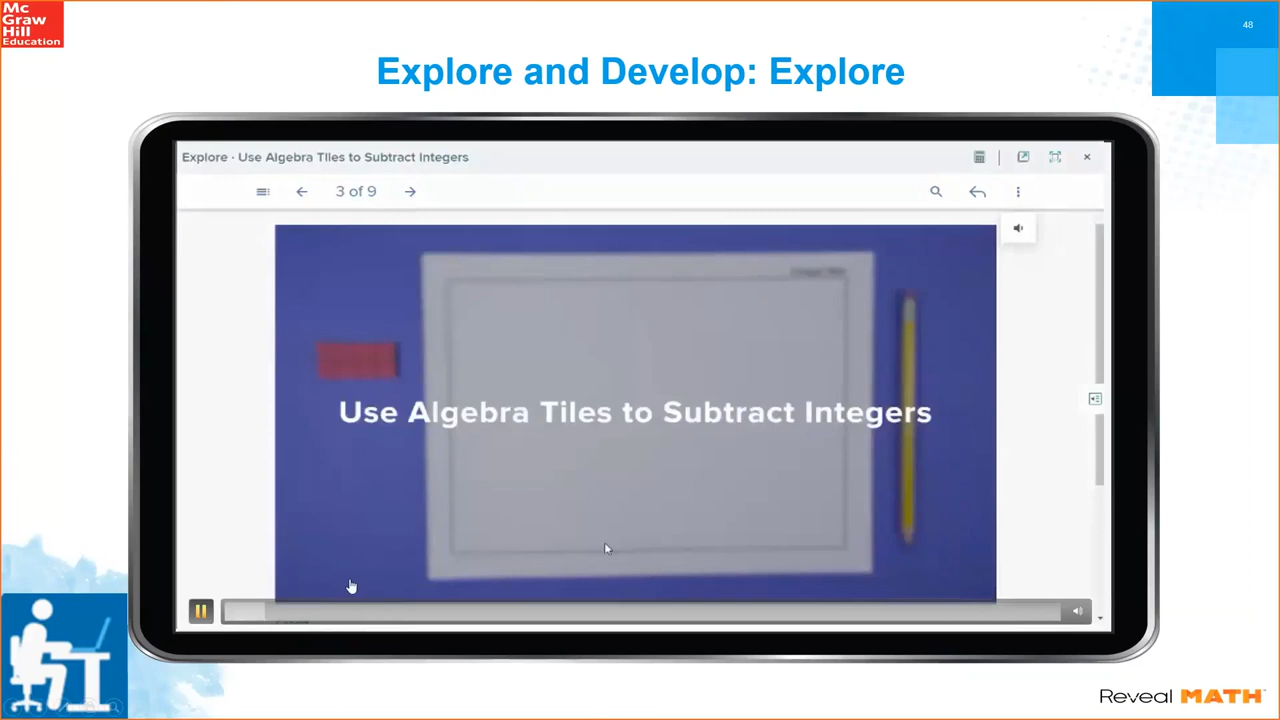 Mc
Graw
Hill
Education
48
Explore and Develop: Explore
Explore · Use Algebra Tiles to Subtract Integers
3 of 9
Use Algebra Tiles to Subtract Integers
Reveal MATH